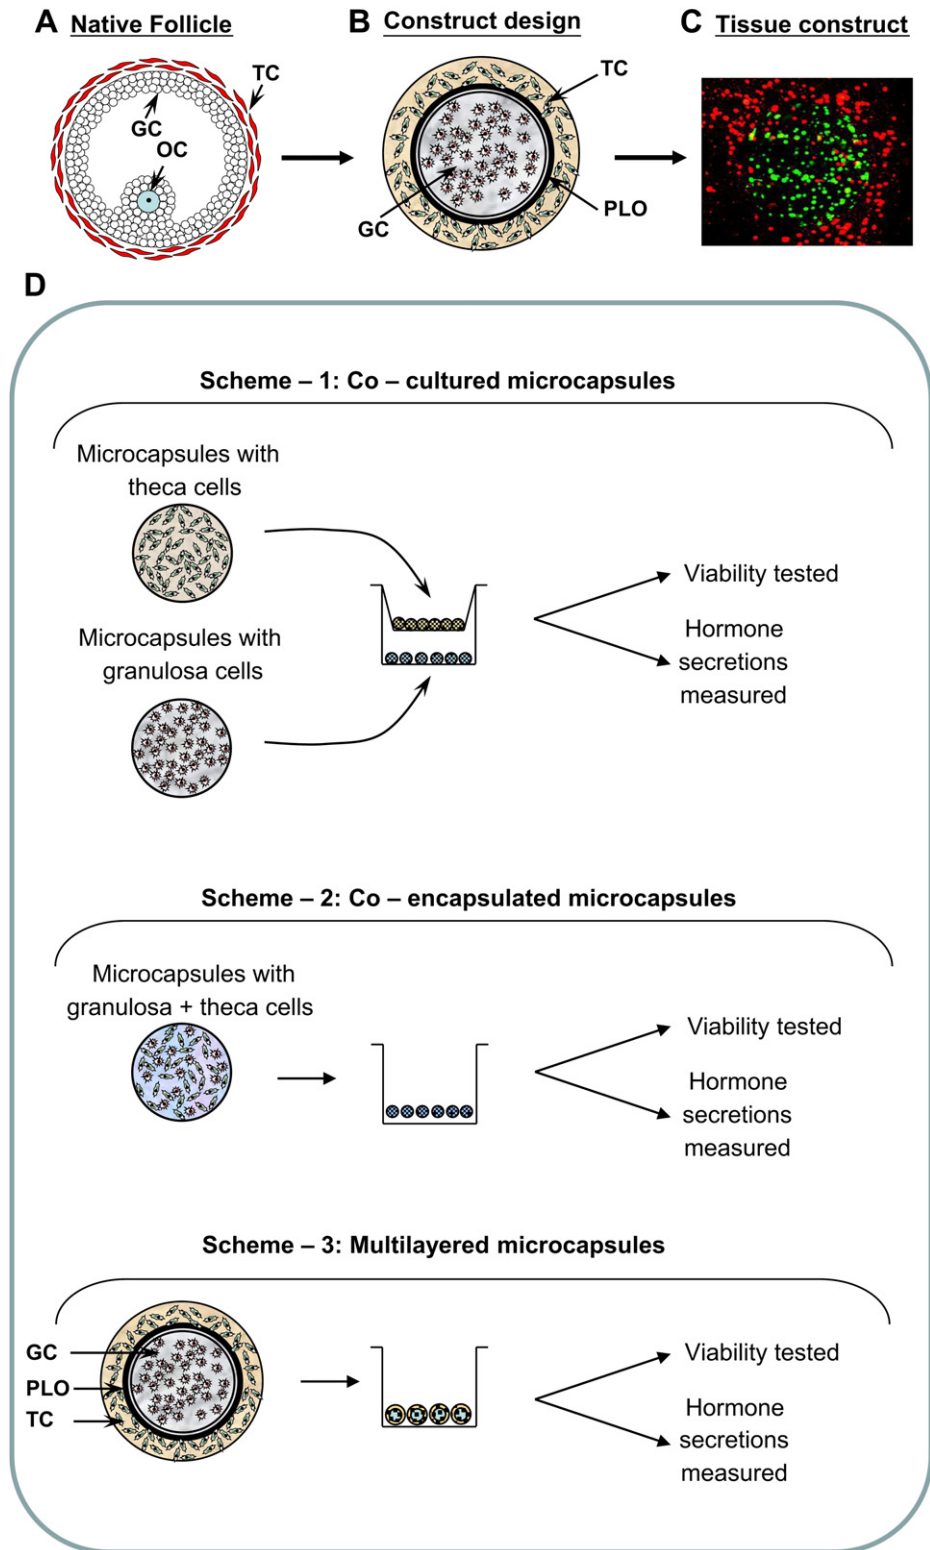 A Native Follicle
TC
GC
OC
B Construct design
TC
PLO
GC
C Tissue construct
D
Scheme – 1: Co – cultured microcapsules
Microcapsules with
theca cells
Microcapsules with
granulosa cells
Viability tested
Hormone
secretions
measured
Scheme – 2: Co – encapsulated microcapsules
Microcapsules with
granulosa + theca cells
Viability tested
Hormone
secretions
measured
Scheme – 3: Multilayered microcapsules
GC
PLO
TC
Viability tested
Hormone
secretions
measured